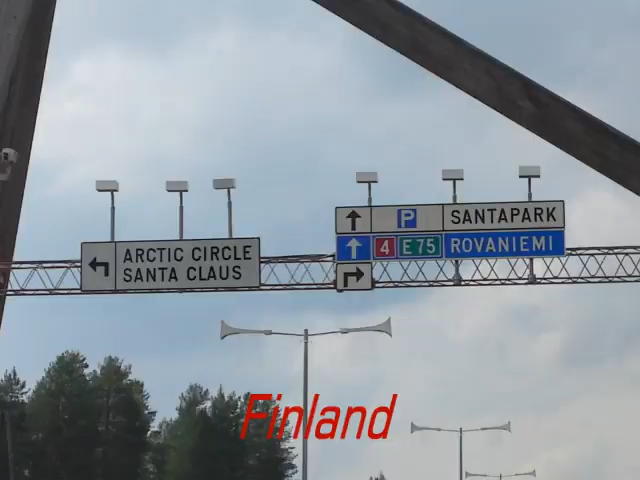 ARCTIC CIRCLE
SANTA CLAUS
P SANTAPARK
4 E75 ROVANIEMI
Finland